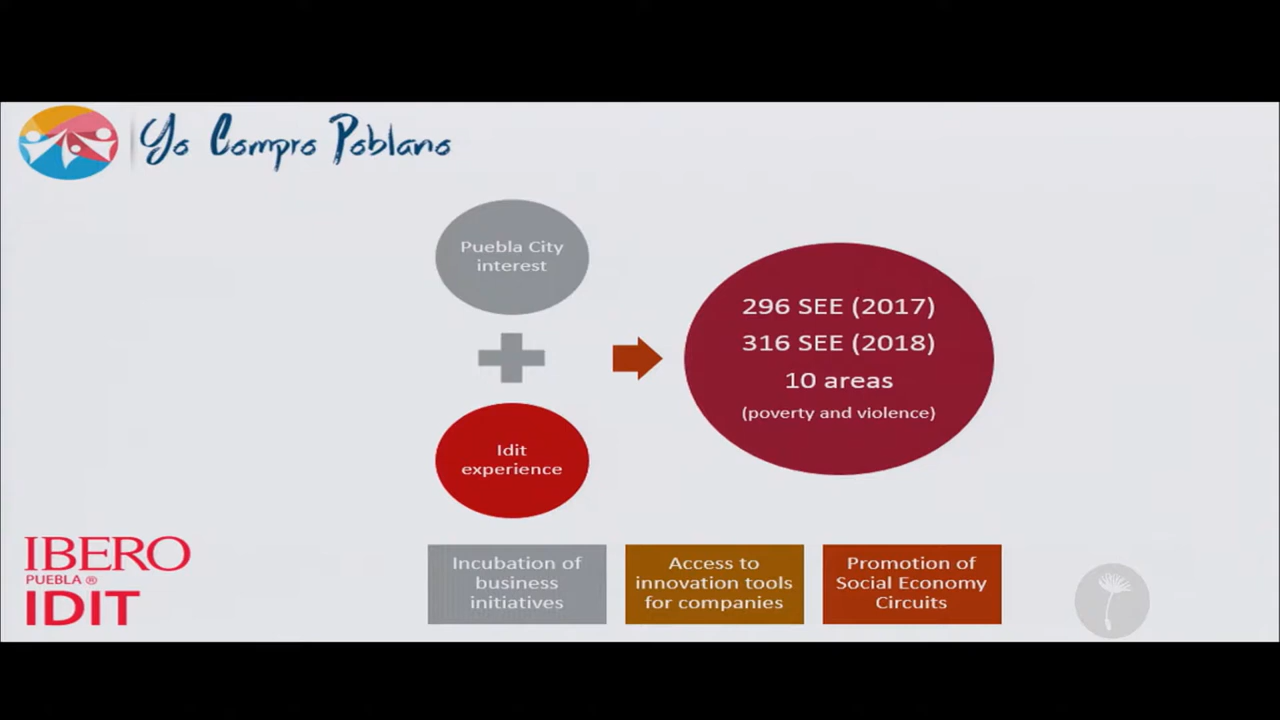 Yo Compro Poblano
Puebla City
interest
Idit
experience
296 SEE (2017)
316 SEE (2018)
10 areas
(poverty and violence)
IBERO
PUEBLA ®
IDIT
Incubation of
business
initiatives
Access to
innovation tools
for companies
Promotion of
Social Economy
Circuits